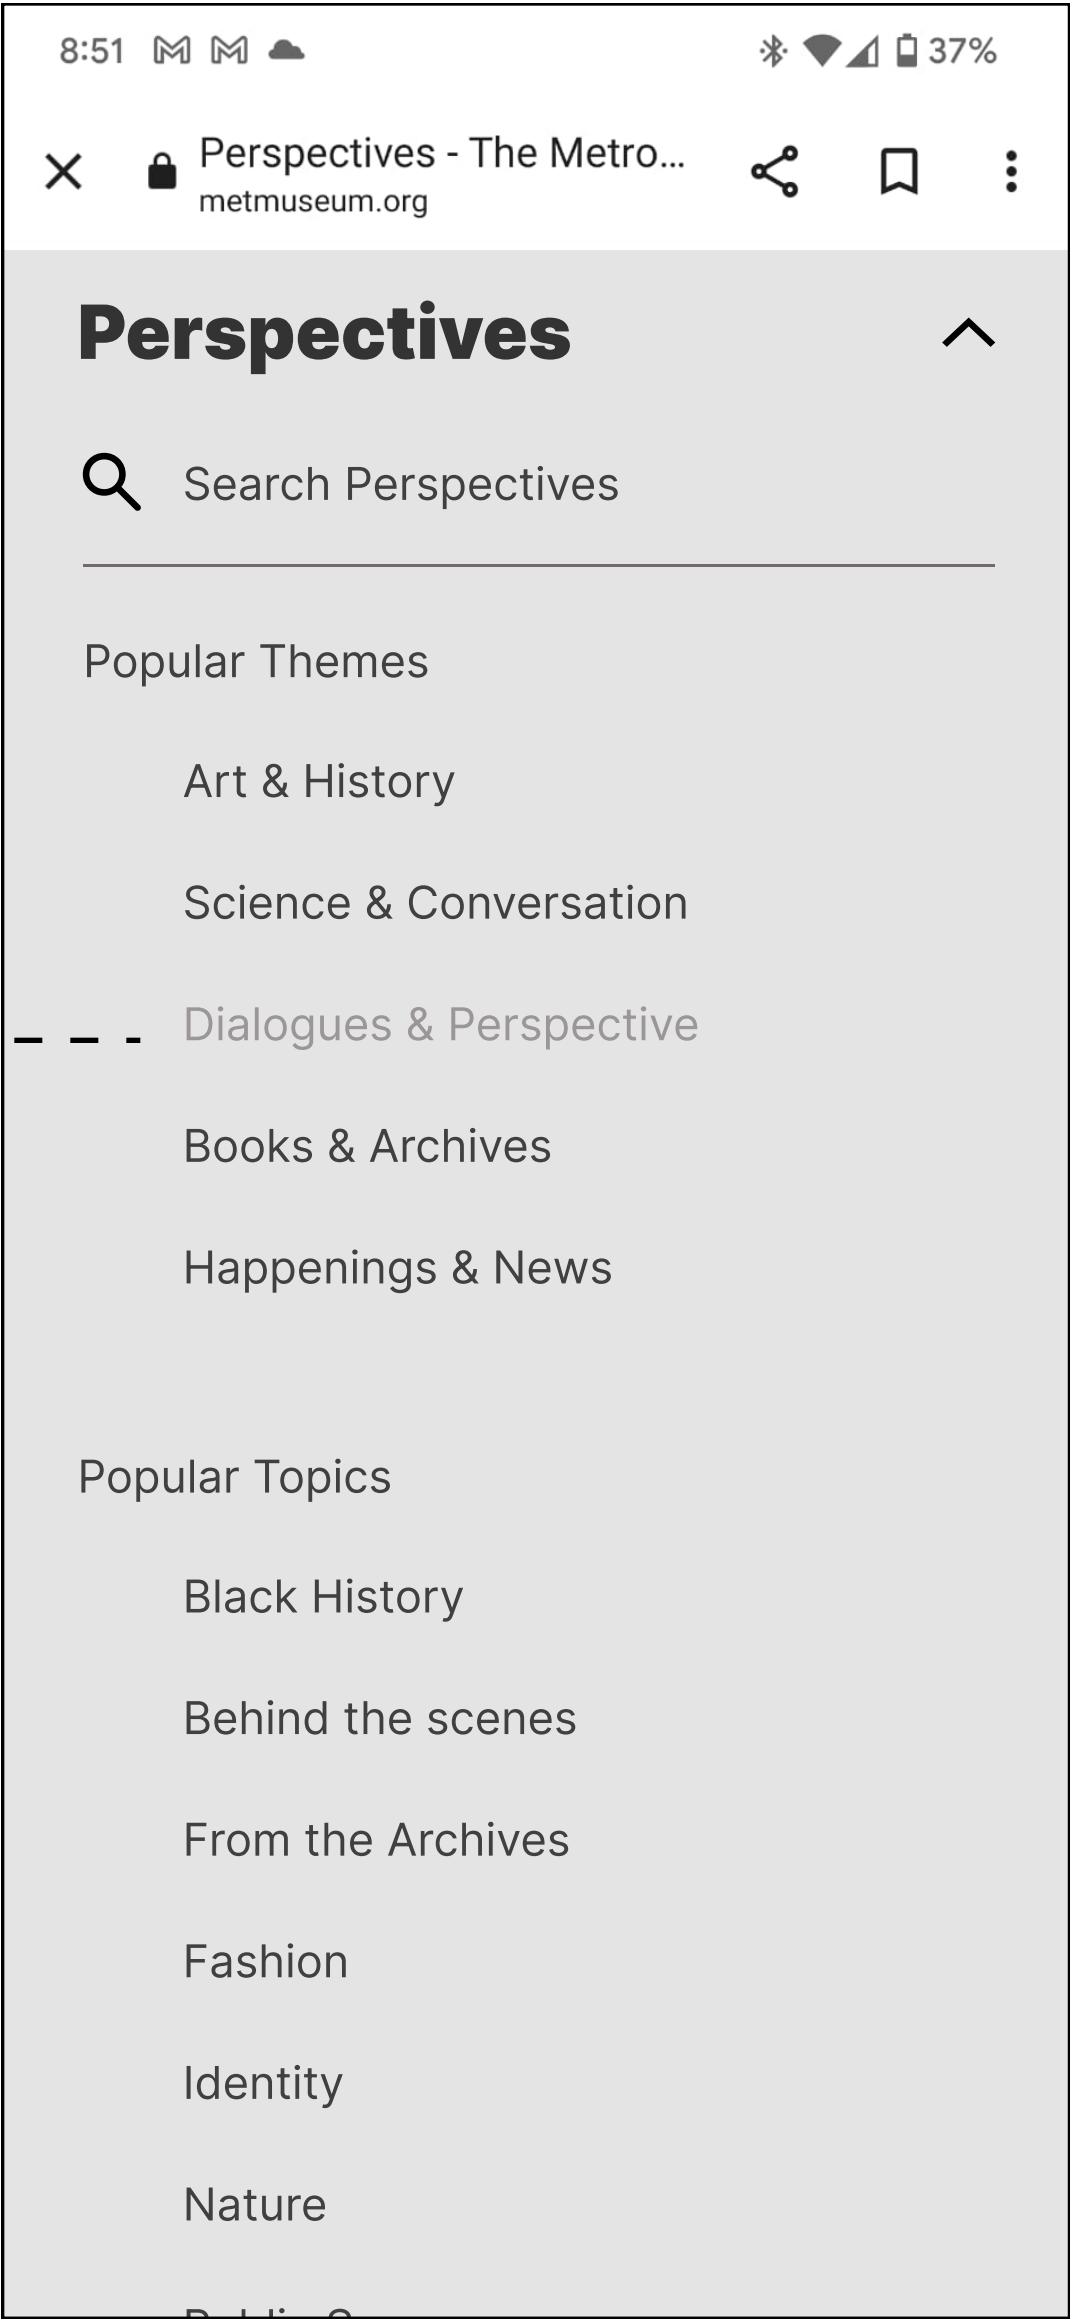 8:51
37%
Perspectives - The Metro...
metmuseum.org
Perspectives
Search Perspectives
Popular Themes
Art & History
Science & Conversation
Dialogues & Perspective
Books & Archives
Happenings & News
Popular Topics
Black History
Behind the scenes
From the Archives
Fashion
Identity
Nature